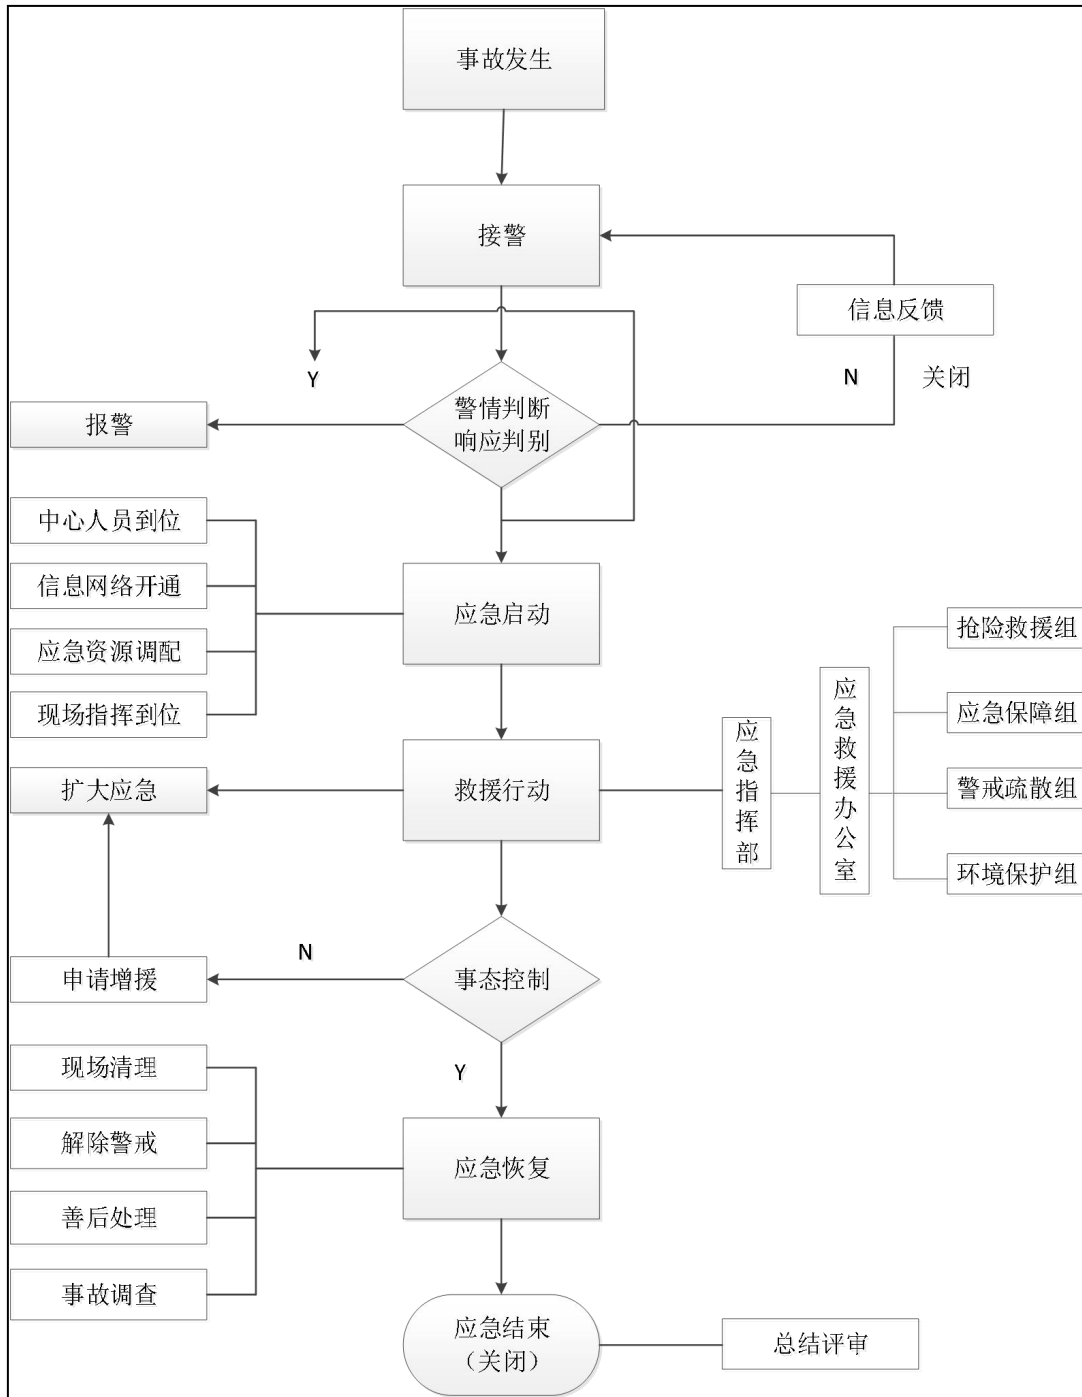 事故发生
接警
信息反馈
Y
N
关闭
警情判断
响应判别
报警
中心人员到位
信息网络开通
应急资源调配
现场指挥到位
应急启动
抢险救援组
应急保障组
警戒疏散组
环境保护组
应急救援办公室
应急指挥部
救援行动
扩大应急
N
申请增援
事态控制
Y
现场清理
解除警戒
善后处理
事故调查
应急恢复
应急结束
（关闭）
总结评审